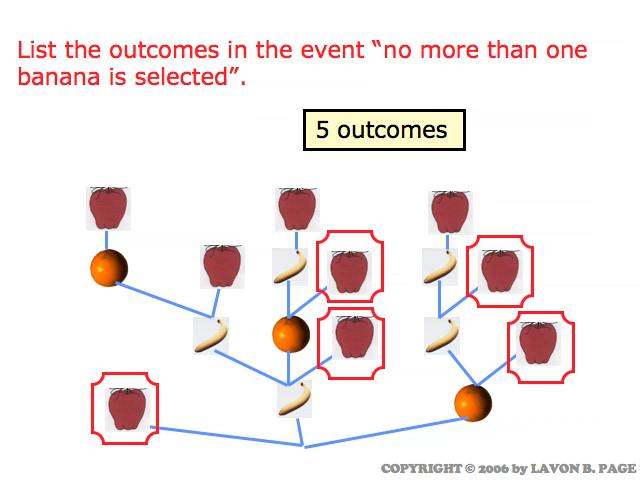 List the outcomes in the event “no more than one
banana is selected”.
5 outcomes
COPYRIGHT © 2006 by LAVON B. PAGE